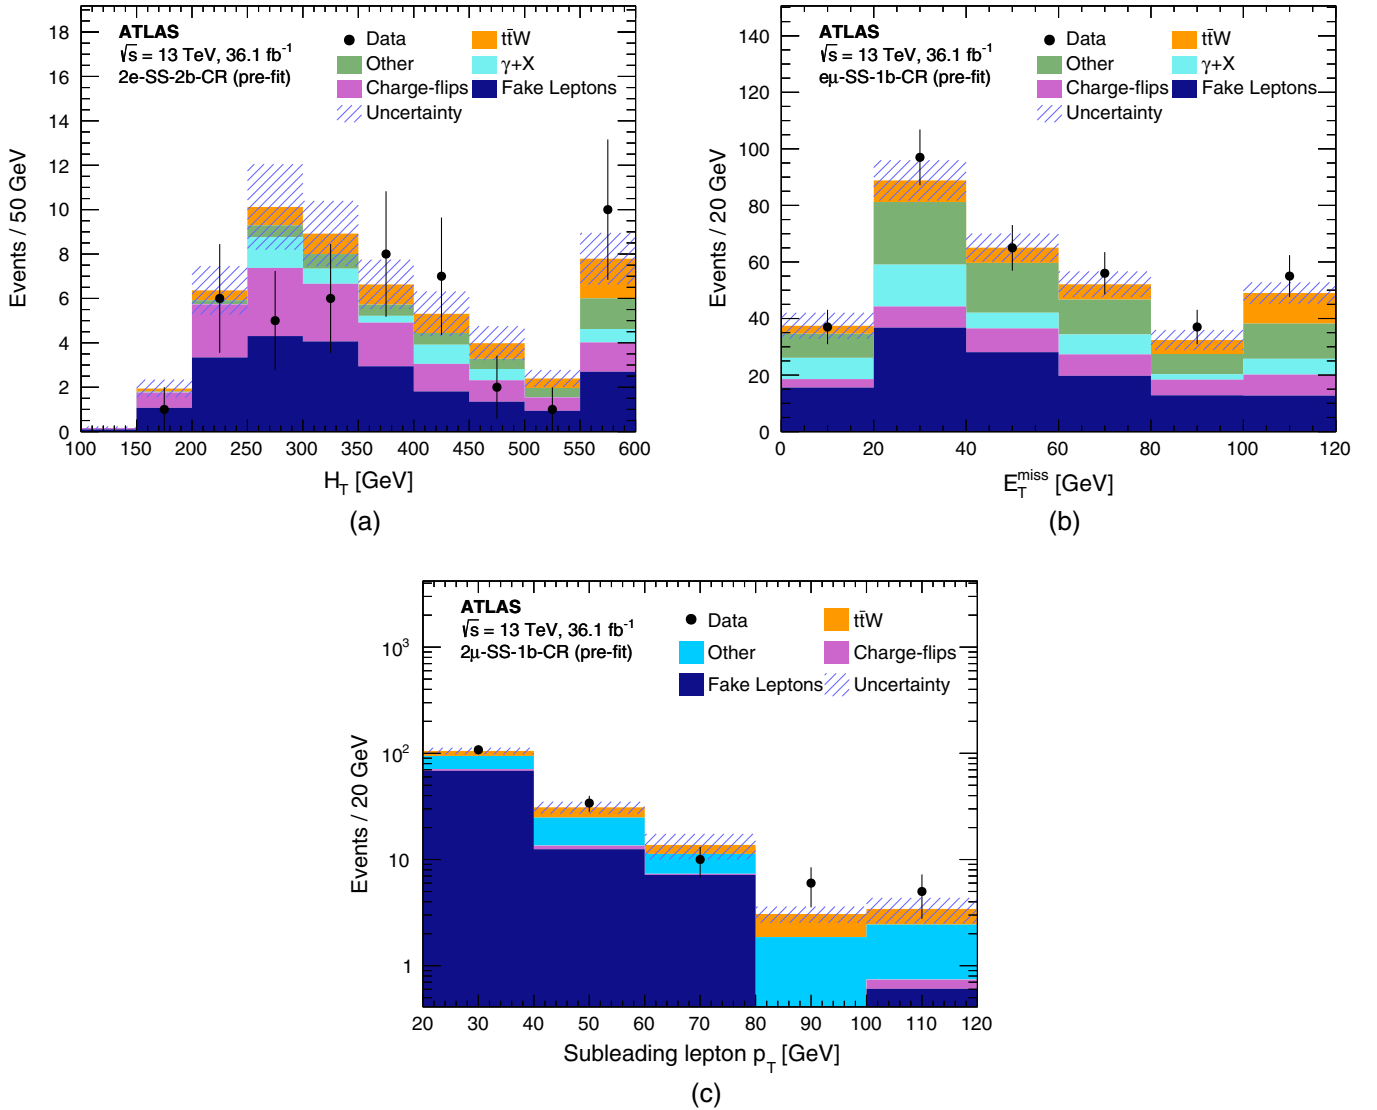 ATLAS
√s = 13 TeV, 36.1 fb⁻¹
2e-SS-2b-CR (pre-fit)
Data
tt̄W
Other
γ+X
Charge-flips
Fake Leptons
Uncertainty
Events / 50 GeV
18
16
14
12
10
8
6
4
2
0
100 150 200 250 300 350 400 450 500 550 600
H_T [GeV]
(a)
ATLAS
√s = 13 TeV, 36.1 fb⁻¹
eμ-SS-1b-CR (pre-fit)
Data
tt̄W
Other
γ+X
Charge-flips
Fake Leptons
Uncertainty
Events / 20 GeV
140
120
100
80
60
40
20
0
0 20 40 60 80 100 120
E_T^miss [GeV]
(b)
ATLAS
√s = 13 TeV, 36.1 fb⁻¹
2μ-SS-1b-CR (pre-fit)
Data
tt̄W
Other
Charge-flips
Fake Leptons
Uncertainty
Events / 20 GeV
10³
10²
10
1
20 30 40 50 60 70 80 90 100 110 120
Subleading lepton p_T [GeV]
(c)